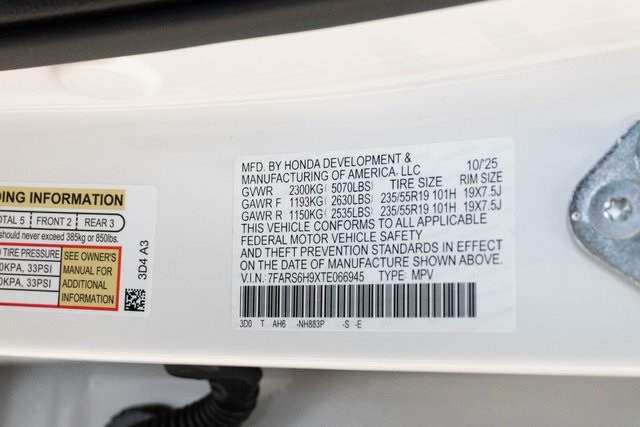 MFD. BY HONDA DEVELOPMENT &
MANUFACTURING OF AMERICA, LLC 10/'25
GVWR 2300KG( 5070LBS) TIRE SIZE RIM SIZE
GAWR F 1193KG( 2630LBS) 235/55R19 101H 19X7.5J
GAWR R 1150KG( 2535LBS) 235/55R19 101H 19X7.5J
THIS VEHICLE CONFORMS TO ALL APPLICABLE
FEDERAL MOTOR VEHICLE SAFETY
AND THEFT PREVENTION STANDARDS IN EFFECT
ON THE DATE OF MANUFACTURE SHOWN ABOVE.
V.I.N.: 7FARS6H9XTE066945 TYPE: MPV
3D0 T AH6 -NH883P -S -E
DING INFORMATION
OTAL 5 FRONT 2 REAR 3
should never exceed 385kg or 850lbs.
D TIRE PRESSURE
0KPA, 33PSI
0KPA, 33PSI
SEE OWNER'S
MANUAL FOR
ADDITIONAL
INFORMATION
3D4 A3